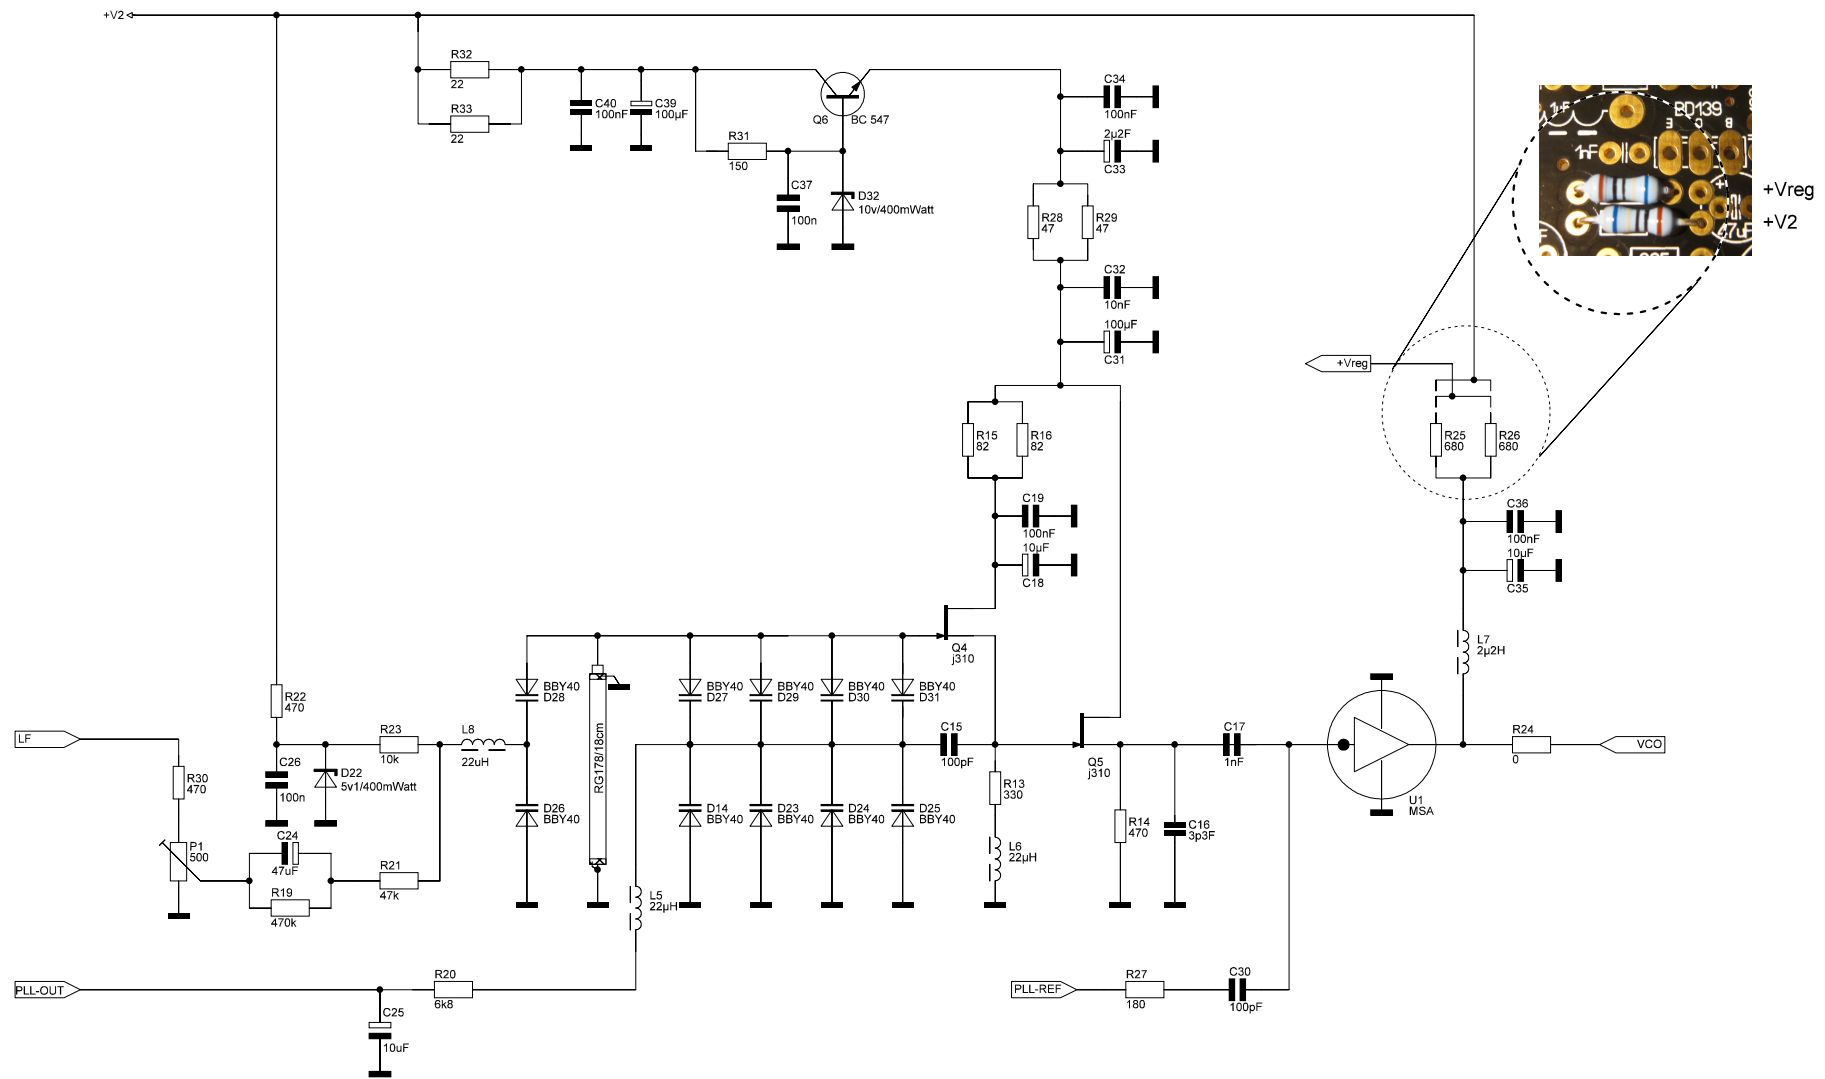 +V2
R32
22
R33
22
C40
100nF
C39
100µF
Q6
BC 547
R31
150
C37
100n
D32
10v/400mWatt
C34
100nF
2µ2F
C33
R28
47
R29
47
C32
10nF
100µF
C31
1nF
BD139
E
C
B
47u
+Vreg
+V2
+Vreg
R25
680
R26
680
R15
82
R16
82
C19
100nF
10µF
C18
C36
100nF
10µF
C35
L7
2µ2H
Q4
j310
R22
470
LF
R23
10k
L8
22uH
BBY40
D28
BBY40
D27
BBY40
D29
BBY40
D30
BBY40
D31
RG178/18cm
C15
100pF
Q5
j310
C17
1nF
R24
0
VCO
U1
MSA
R30
470
C26
100n
D22
5v1/400mWatt
D26
BBY40
D14
BBY40
D23
BBY40
D24
BBY40
D25
BBY40
R13
330
R14
470
C16
3p3F
P1
500
C24
47uF
R19
470k
R21
47k
L6
22µH
L5
22µH
PLL-OUT
R20
6k8
C25
10uF
PLL-REF
R27
180
C30
100pF